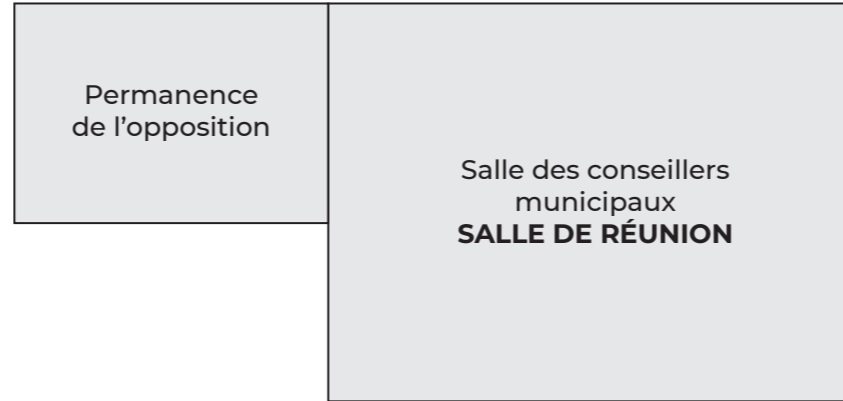 Permanence
de l’opposition
Salle des conseillers
municipaux
SALLE DE RÉUNION